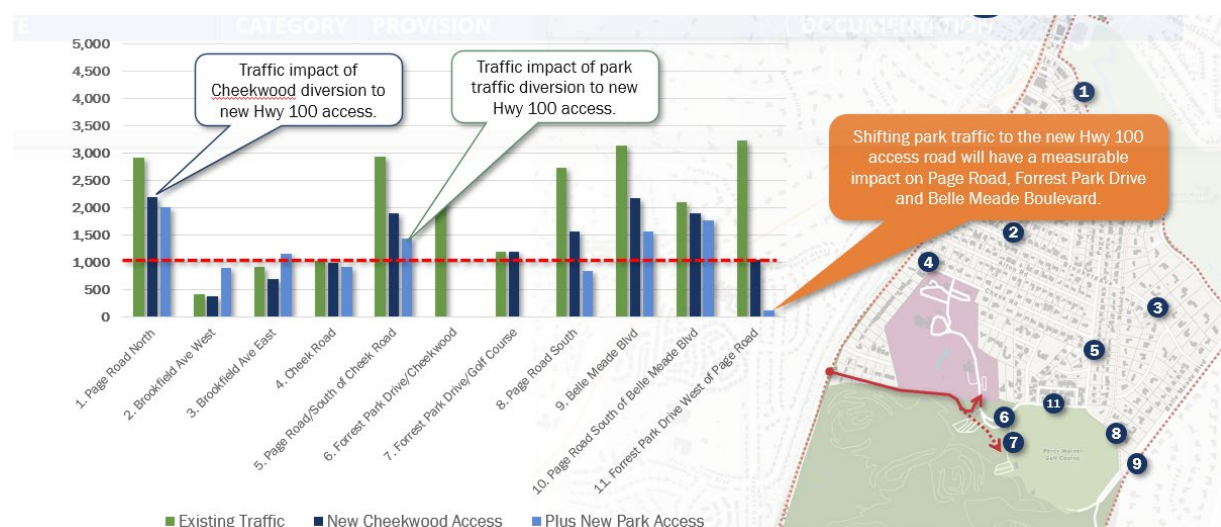 CATEGORY PROVISION
5,000
4,500
4,000
3,500
3,000
2,500
2,000
1,500
1,000
500
0
Traffic impact of
Cheekwood diversion to
new Hwy 100 access.
Traffic impact of park
traffic diversion to new
Hwy 100 access.
Shifting park traffic to the new Hwy 100
access road will have a measurable
impact on Page Road, Forrest Park Drive
and Belle Meade Boulevard.
1. Page Road North
2. Brookfield Ave West
3. Brookfield Ave East
4. Cheek Road
5. Page Road/South of Cheek Road
6. Forrest Park Drive/Cheekwood
7. Forrest Park Drive/Golf Course
8. Page Road South
9. Belle Meade Blvd
10. Page Road South of Belle Meade Blvd
11. Forrest Park Drive West of Page Road
Existing Traffic
New Cheekwood Access
Plus New Park Access
1
2
4
3
5
11
6
7
8
9
Percy Warner
Golf Course